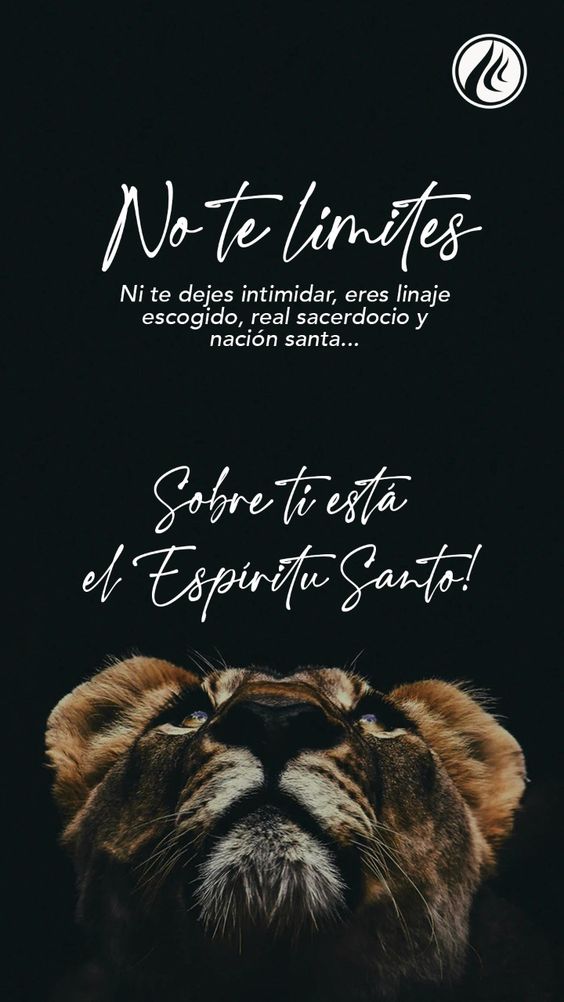 No te limites
Ni te dejes intimidar, eres linaje
escogido, real sacerdocio y
nación santa...
Sobre ti está
el Espíritu Santo!